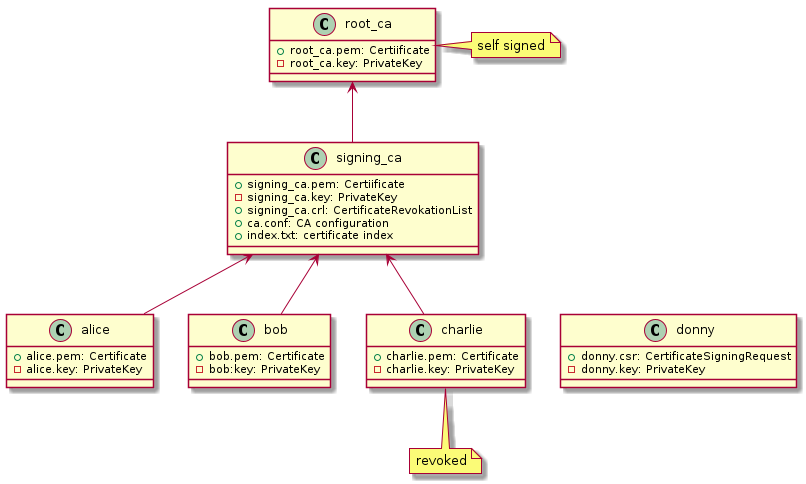 C root_ca
root_ca.pem: Certiificate
root_ca.key: PrivateKey
self signed
C signing_ca
signing_ca.pem: Certiificate
signing_ca.key: PrivateKey
signing_ca.crl: CertificateRevokationList
ca.conf: CA configuration
index.txt: certificate index
C alice
alice.pem: Certificate
alice.key: PrivateKey
C bob
bob.pem: Certificate
bob:key: PrivateKey
C charlie
charlie.pem: Certificate
charlie.key: PrivateKey
C donny
donny.csr: CertificateSigningRequest
donny.key: PrivateKey
revoked